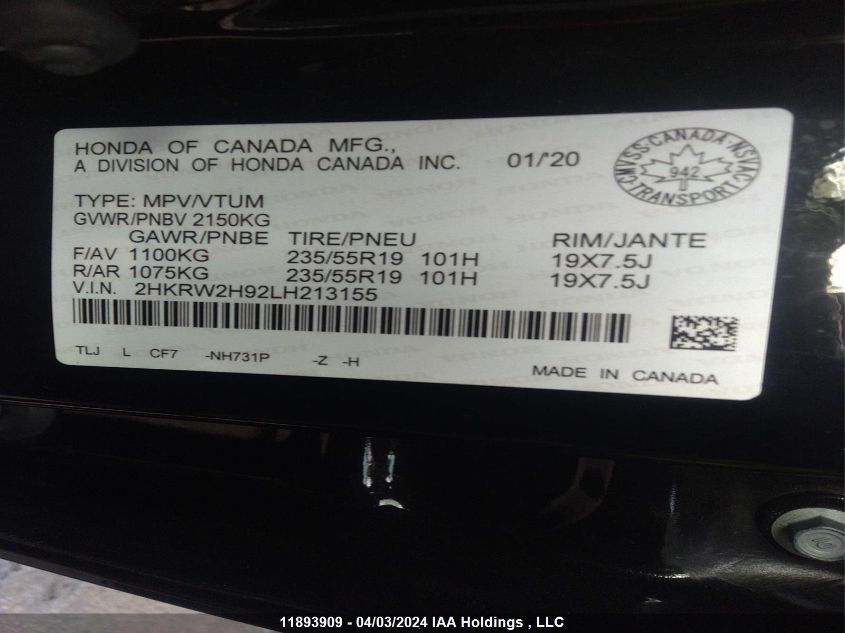 HONDA OF CANADA MFG.,
A DIVISION OF HONDA CANADA INC. 01/'20
CMVSS·CANADA·NSVAC
942
TRANSPORT
TYPE: MPV/VTUM
GVWR/PNBV 2150KG
GAWR/PNBE TIRE/PNEU RIM/JANTE
F/AV 1100KG 235/55R19 101H 19X7.5J
R/AR 1075KG 235/55R19 101H 19X7.5J
V.I.N. 2HKRW2H92LH213155
TLJ L CF7 -NH731P -Z -H
MADE IN CANADA
11893909 - 04/03/2024 IAA Holdings , LLC